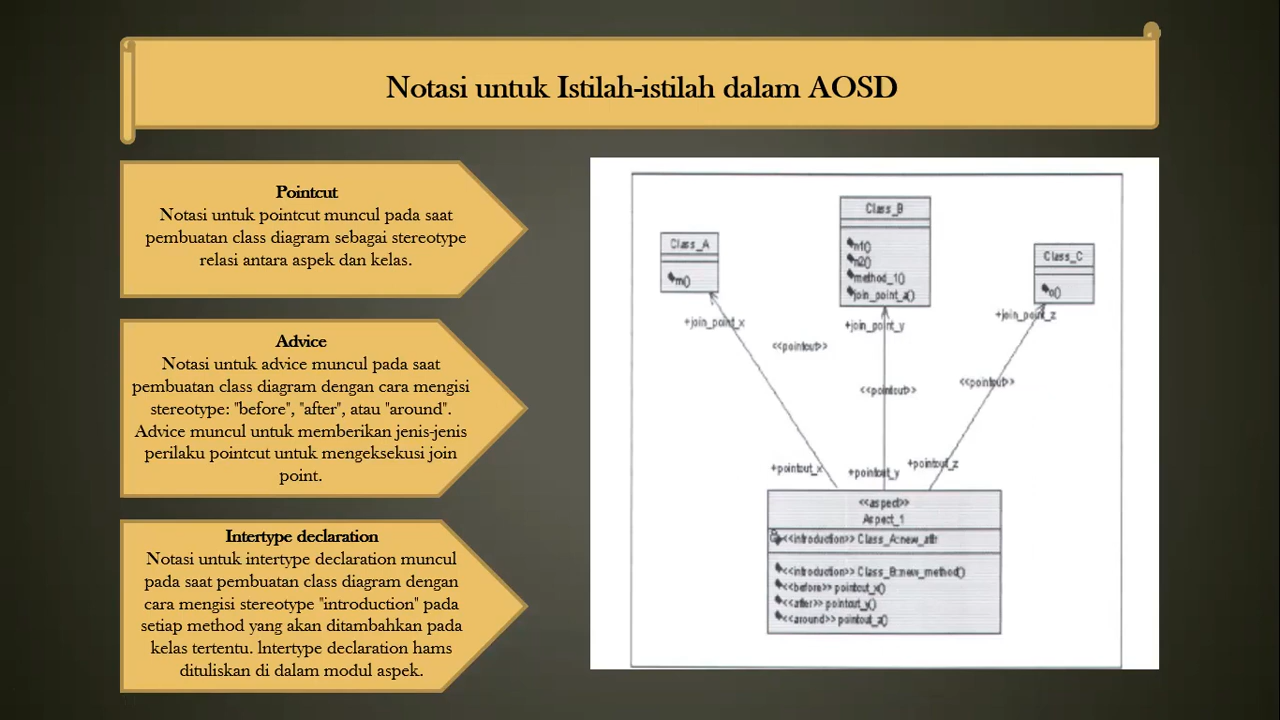 Notasi untuk Istilah-istilah dalam AOSD
Pointcut
Notasi untuk pointcut muncul pada saat
pembuatan class diagram sebagai stereotype
relasi antara aspek dan kelas.
Advice
Notasi untuk advice muncul pada saat
pembuatan class diagram dengan cara mengisi
stereotype: "before", "after", atau "around".
Advice muncul untuk memberikan jenis-jenis
perilaku pointcut untuk mengeksekusi join
point.
Intertype declaration
Notasi untuk intertype declaration muncul
pada saat pembuatan class diagram dengan
cara mengisi stereotype "introduction" pada
setiap method yang akan ditambahkan pada
kelas tertentu. lntertype declaration hams
dituliskan di dalam modul aspek.
Class_B
n1()
n2()
method_1()
join_point_a()
Class_A
m()
Class_C
o()
+join_point_x
+join_point_y
+join_point_z
<<pointcut>>
<<pointcut>>
<<pointcut>>
+pointcut_x
+pointcut_y
+pointcut_z
<<aspect>>
Aspect_1
<<introduction>> Class_A:new_attr
<<introduction>> Class_B:new_method()
<<before>> pointcut_x()
<<after>> pointcut_y()
<<around>> pointcut_a()